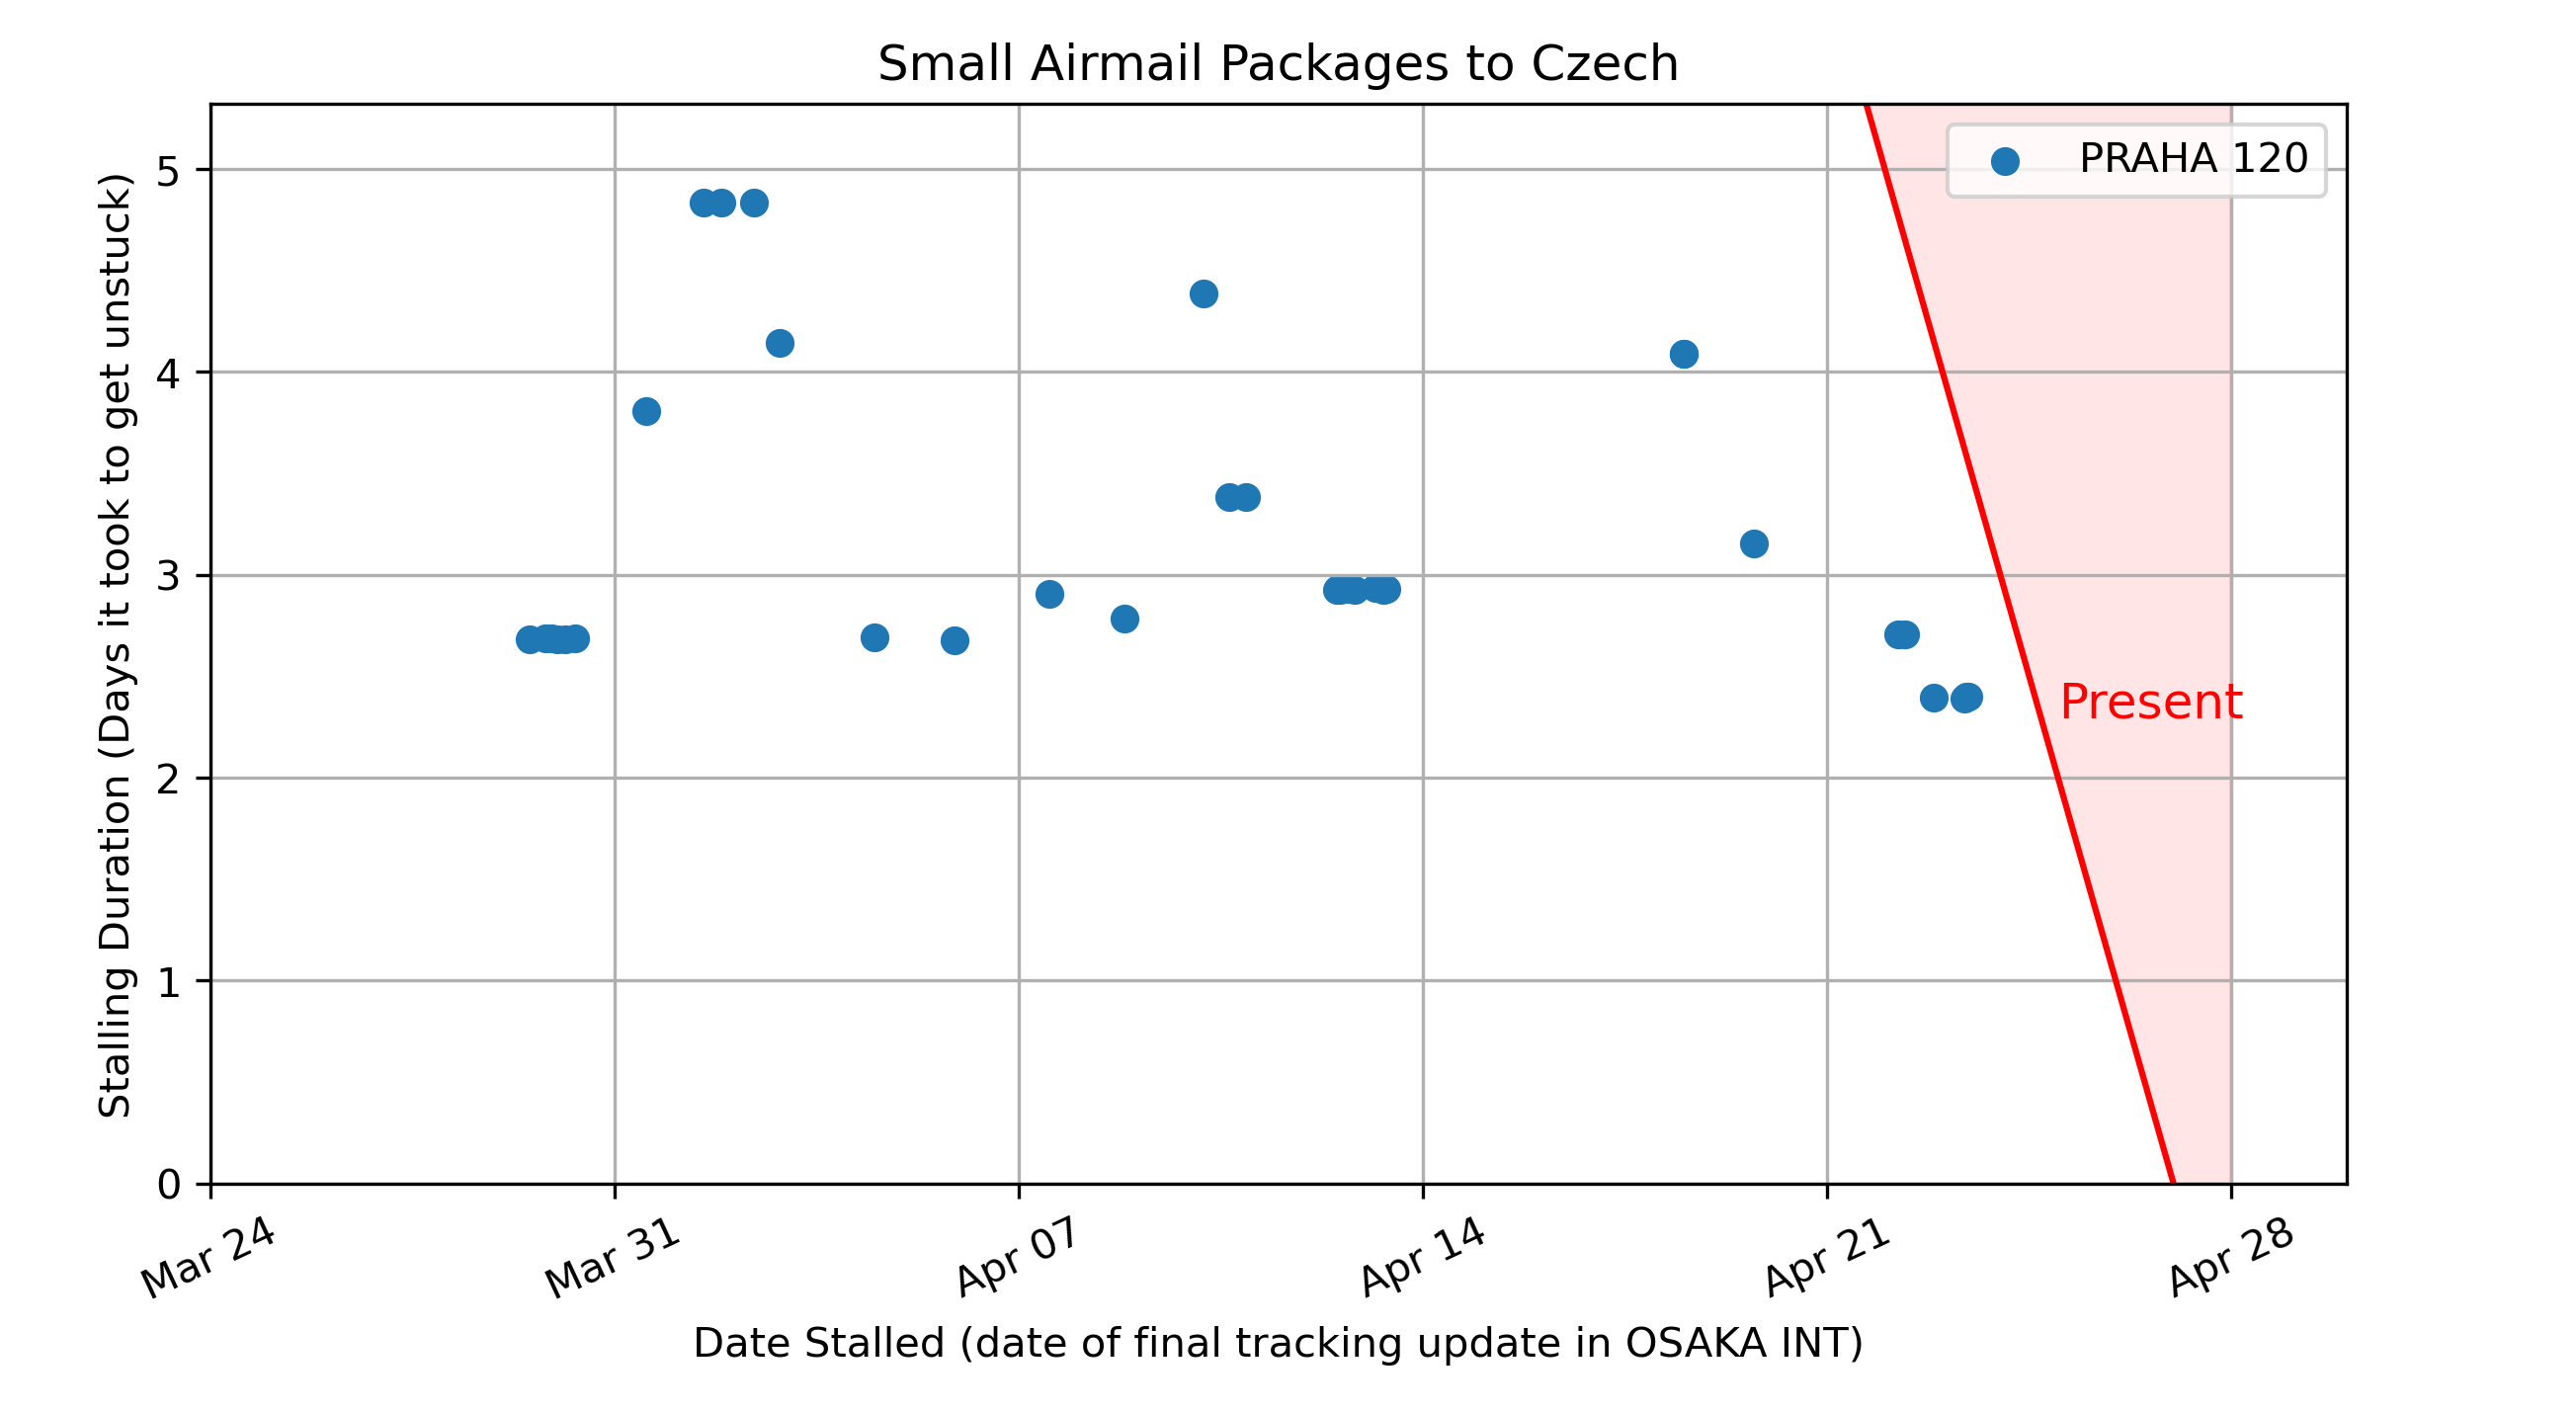 Small Airmail Packages to Czech
PRAHA 120
Stalling Duration (Days it took to get unstuck)
5
4
3
2
1
0
Present
Mar 24
Mar 31
Apr 07
Apr 14
Apr 21
Apr 28
Date Stalled (date of final tracking update in OSAKA INT)